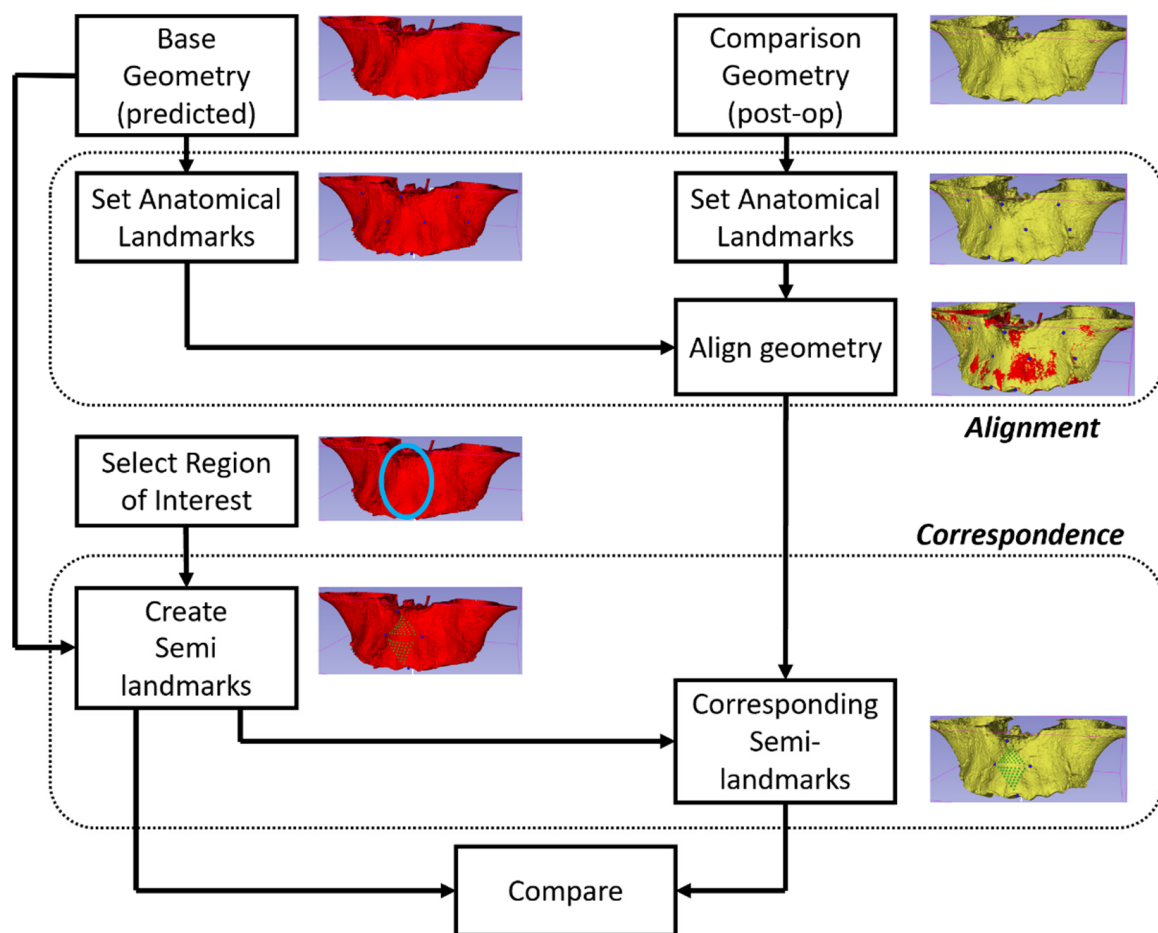 Base
Geometry
(predicted)
Comparison
Geometry
(post-op)
Set Anatomical
Landmarks
Set Anatomical
Landmarks
Align geometry
Alignment
Select Region
of Interest
Correspondence
Create
Semi
landmarks
Corresponding
Semi-
landmarks
Compare